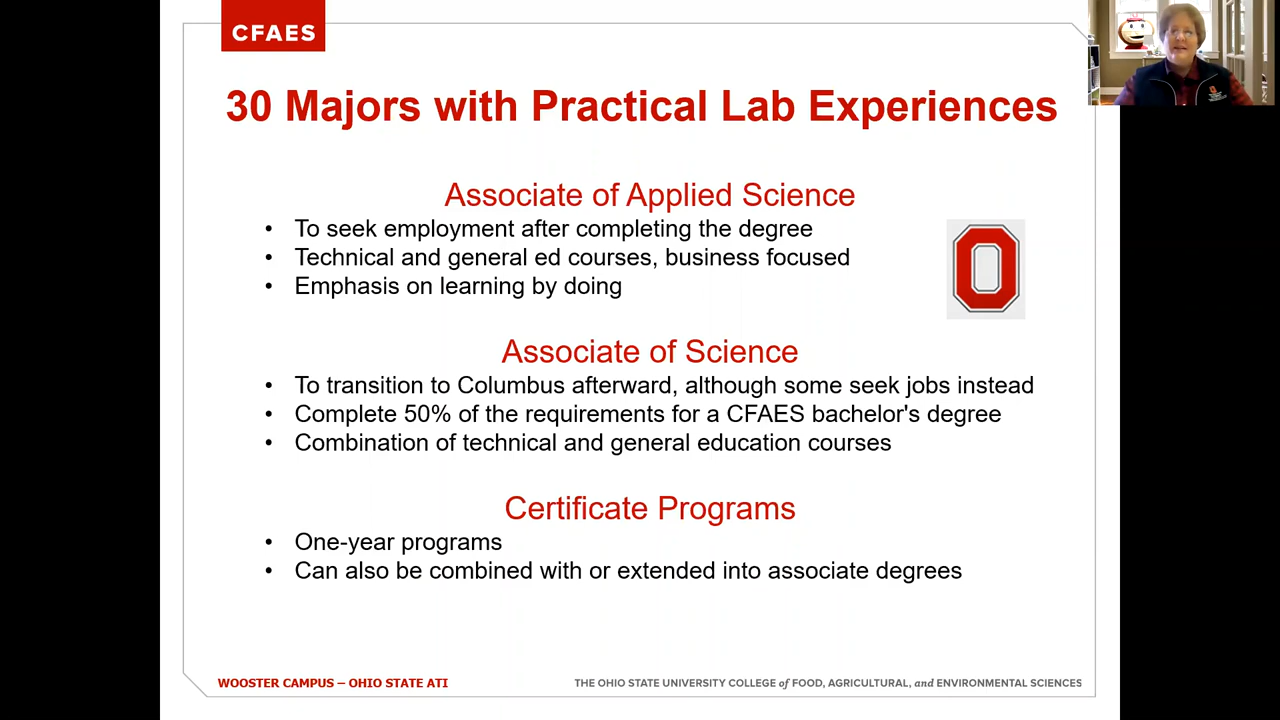 CFAES
30 Majors with Practical Lab Experiences
Associate of Applied Science
• To seek employment after completing the degree
• Technical and general ed courses, business focused
• Emphasis on learning by doing
Associate of Science
• To transition to Columbus afterward, although some seek jobs instead
• Complete 50% of the requirements for a CFAES bachelor's degree
• Combination of technical and general education courses
Certificate Programs
• One-year programs
• Can also be combined with or extended into associate degrees
WOOSTER CAMPUS – OHIO STATE ATI
THE OHIO STATE UNIVERSITY COLLEGE of FOOD, AGRICULTURAL, and ENVIRONMENTAL SCIENCES